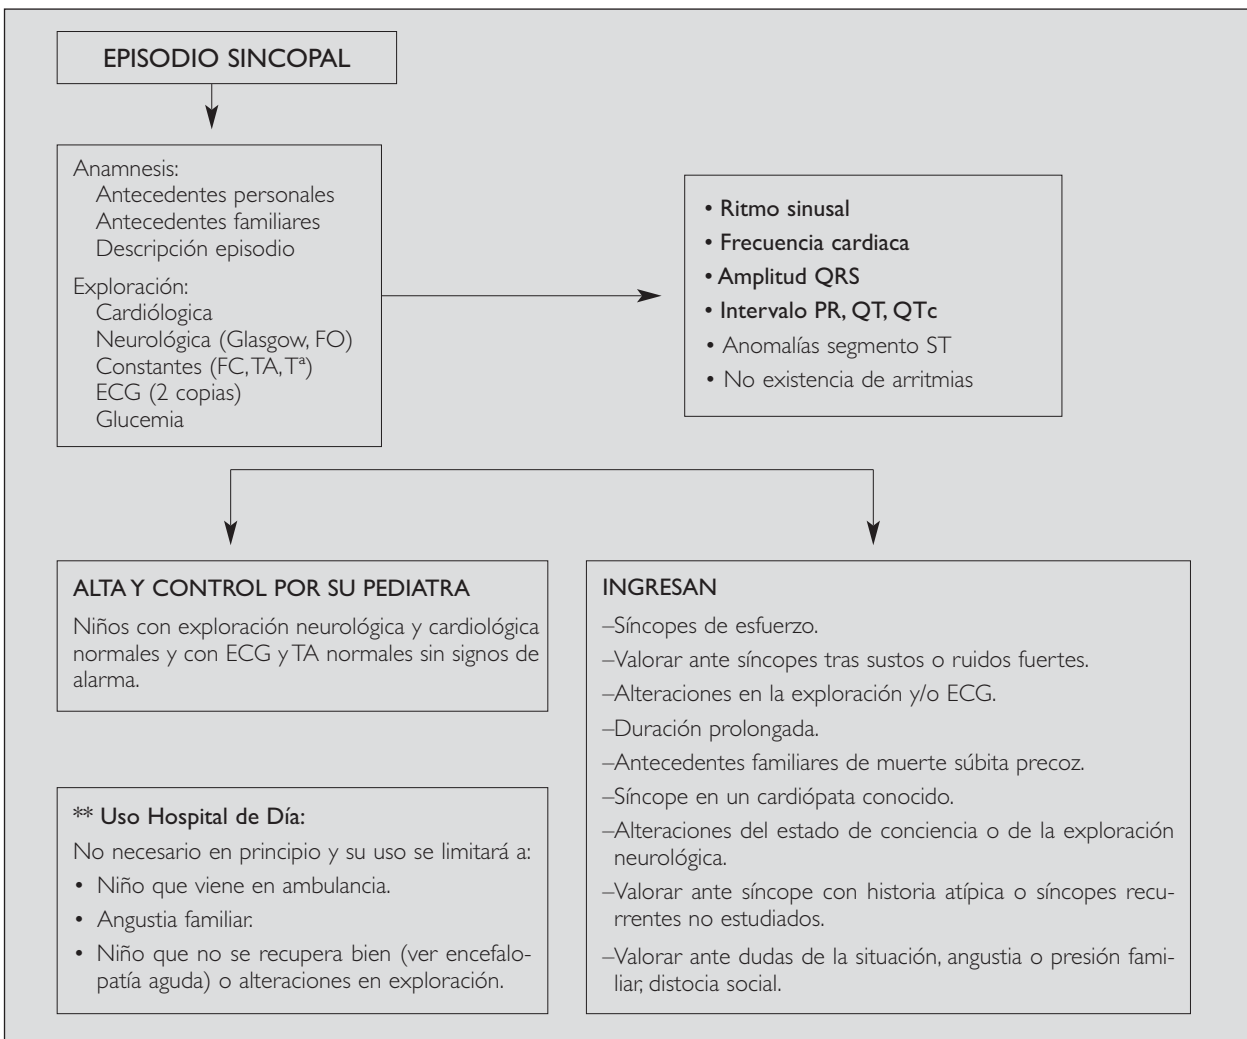 EPISODIO SINCOPAL
Anamnesis:
Antecedentes personales
Antecedentes familiares
Descripción episodio
Exploración:
Cardiólogica
Neurológica (Glasgow, FO)
Constantes (FC, TA, Tª)
ECG (2 copias)
Glucemia
• Ritmo sinusal
• Frecuencia cardiaca
• Amplitud QRS
• Intervalo PR, QT, QTc
• Anomalías segmento ST
• No existencia de arritmias
ALTA Y CONTROL POR SU PEDIATRA
Niños con exploración neurológica y cardiológica
normales y con ECG y TA normales sin signos de
alarma.
** Uso Hospital de Día:
No necesario en principio y su uso se limitará a:
• Niño que viene en ambulancia.
• Angustia familiar.
• Niño que no se recupera bien (ver encefalo-
patía aguda) o alteraciones en exploración.
INGRESAN
–Síncopes de esfuerzo.
–Valorar ante síncopes tras sustos o ruidos fuertes.
–Alteraciones en la exploración y/o ECG.
–Duración prolongada.
–Antecedentes familiares de muerte súbita precoz.
–Síncope en un cardiópata conocido.
–Alteraciones del estado de conciencia o de la exploración
neurológica.
–Valorar ante síncope con historia atípica o síncopes recu-
rrentes no estudiados.
–Valorar ante dudas de la situación, angustia o presión fami-
liar, distocia social.